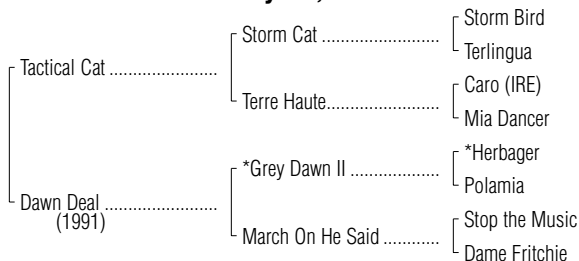 Storm Bird
Storm Cat ........................
Terlingua
Tactical Cat .......................
Caro (IRE)
Terre Haute........................
Mia Dancer
*Herbager
*Grey Dawn II ...................
Polamia
Dawn Deal ........................
(1991)
Stop the Music
March On He Said ............
Dame Fritchie